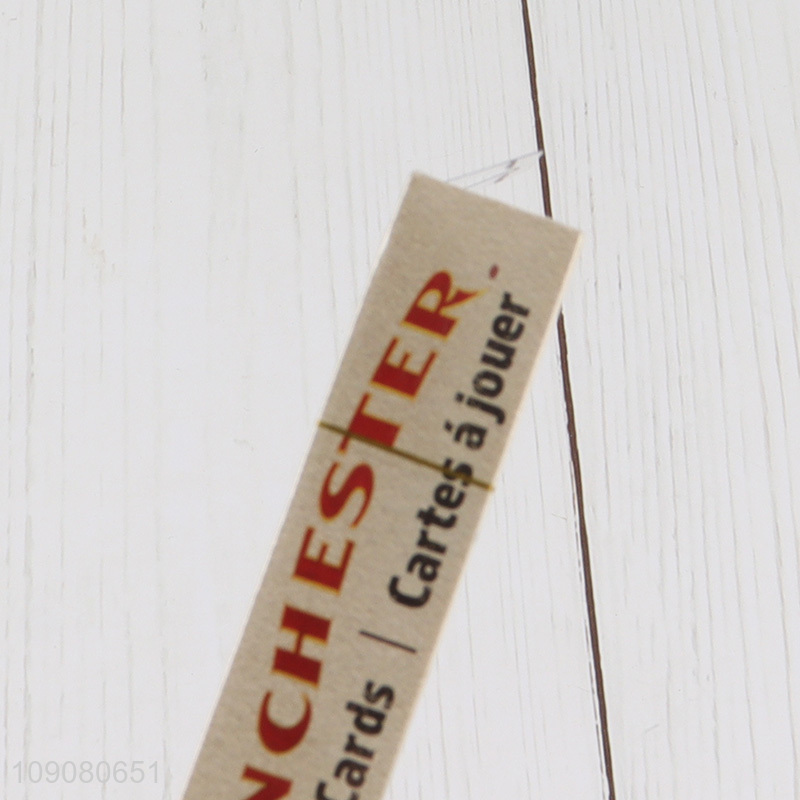 NCHESTER
Cards | Cartes á jouer
109080651